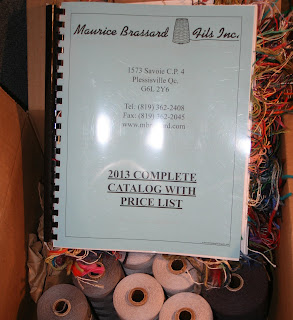 Maurice Brassard Fils Inc.
1573 Savoie C.P. 4
Plessisville Qc.
G6L 2Y6
Tel: (819) 362-2408
Fax: (819) 362-2045
2013 COMPLETE
CATALOG WITH
PRICE LIST